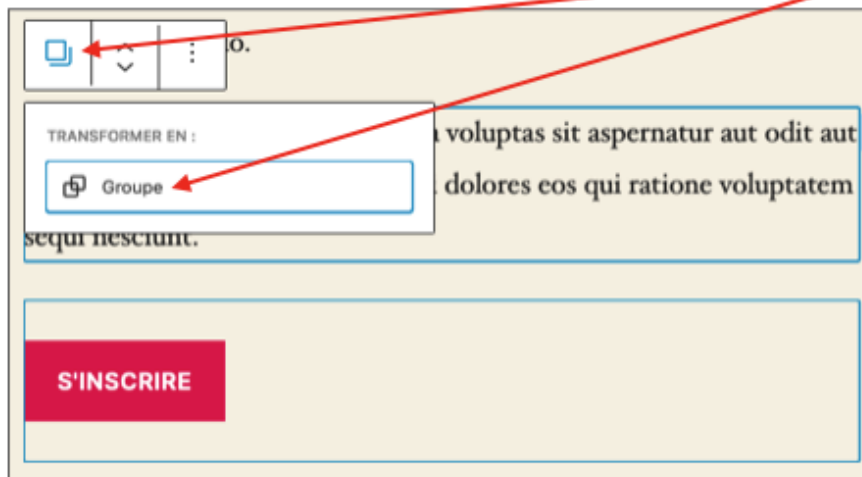 o.
TRANSFORMER EN :
voluptas sit aspernatur aut odit aut
Groupe
dolores eos qui ratione voluptatem
sequi nesciunt.
S'INSCRIRE